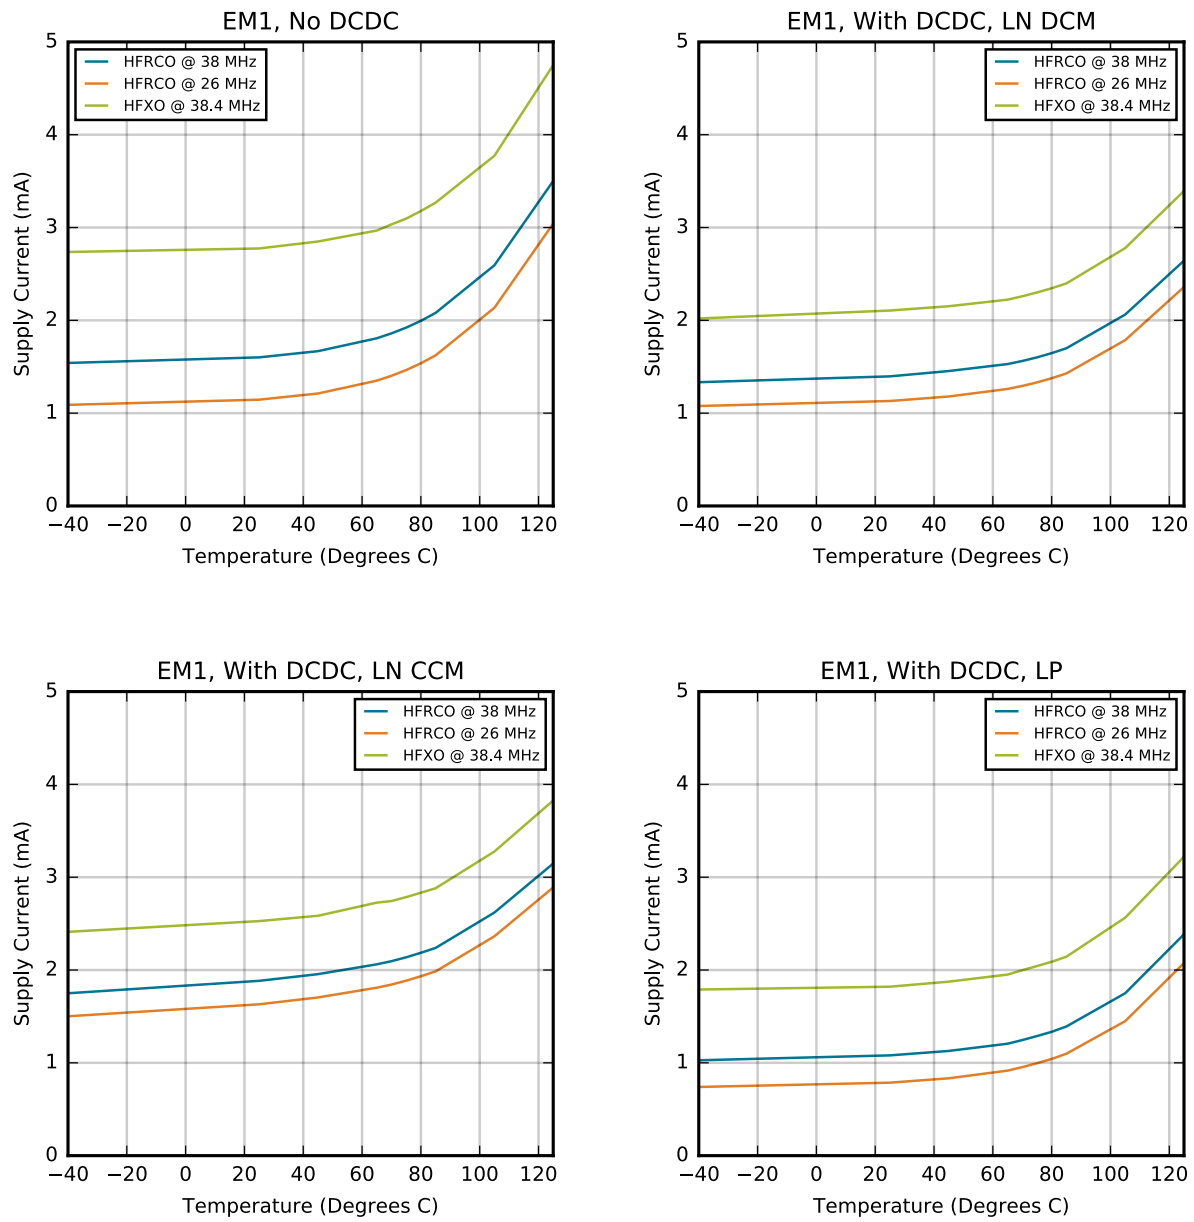 EM1, No DCDC
5
4
3
2
1
0
Supply Current (mA)
HFRCO @ 38 MHz
HFRCO @ 26 MHz
HFXO @ 38.4 MHz
−40 −20 0 20 40 60 80 100 120
Temperature (Degrees C)
EM1, With DCDC, LN DCM
5
4
3
2
1
0
Supply Current (mA)
HFRCO @ 38 MHz
HFRCO @ 26 MHz
HFXO @ 38.4 MHz
−40 −20 0 20 40 60 80 100 120
Temperature (Degrees C)
EM1, With DCDC, LN CCM
5
4
3
2
1
0
Supply Current (mA)
HFRCO @ 38 MHz
HFRCO @ 26 MHz
HFXO @ 38.4 MHz
−40 −20 0 20 40 60 80 100 120
Temperature (Degrees C)
EM1, With DCDC, LP
5
4
3
2
1
0
Supply Current (mA)
HFRCO @ 38 MHz
HFRCO @ 26 MHz
HFXO @ 38.4 MHz
−40 −20 0 20 40 60 80 100 120
Temperature (Degrees C)